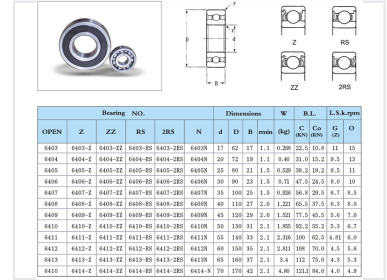 r
r
D
d
B
Z
RS
ZZ
2RS
Bearing NO. Dimensions W B.L. L.S.k.rpm
OPEN Z ZZ RS 2RS N d D B rmin (kg) C (KN) Co (KN) G (Z) O
6403 6403-Z 6403-ZZ 6403-RS 6403-2RS 6403N 17 62 17 1.1 0.268 22.5 10.8 11 15
6404 6404-Z 6404-ZZ 6404-RS 6404-2RS 6404N 20 72 19 1.1 0.40 31.0 15.2 9.5 13
6405 6405-Z 6405-ZZ 6405-RS 6405-2RS 6405N 25 80 21 1.5 0.529 38.2 19.2 8.5 11
6406 6406-Z 6406-ZZ 6406-RS 6406-2RS 6406N 30 90 23 1.5 0.71 47.5 24.5 8.0 10
6407 6407-Z 6407-ZZ 6407-RS 6407-2RS 6407N 35 100 25 1.5 0.926 56.8 29.5 6.7 8.5
6408 6408-Z 6408-ZZ 6408-RS 6408-2RS 6408N 40 110 27 2.0 1.221 65.5 37.5 6.3 8.0
6409 6409-Z 6409-ZZ 6409-RS 6409-2RS 6409N 45 120 29 2.0 1.521 77.5 45.5 5.6 7.0
6410 6410-Z 6410-ZZ 6410-RS 6410-2RS 6410N 50 130 31 2.1 1.855 92.2 55.2 5.3 6.7
6411 6411-Z 6411-ZZ 6411-RS 6411-2RS 6411N 55 140 33 2.1 2.316 100 62.5 4.81 6.0
6412 6412-Z 6412-ZZ 6412-RS 6412-2RS 6412N 60 150 35 2.1 2.811 108 70.0 4.5 5.6
6413 6413-Z 6413-ZZ 6413-RS 6413-2RS 6413N 65 160 37 2.1 3.4 112 75.0 4.3 5.3
6410 6414-Z 6414-ZZ 6414-RS 6414-2RS 6414-N 70 170 42 2.1 4.80 123.1 98.0 4.0 4.9